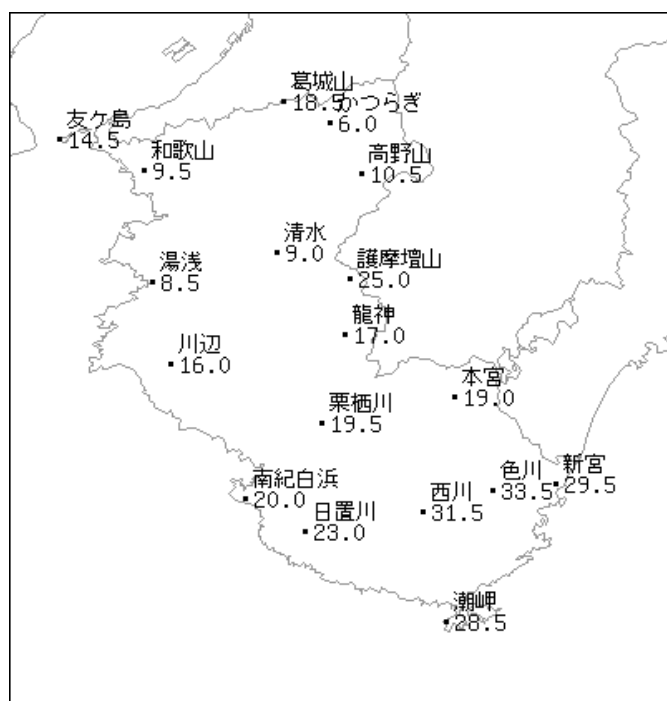 葛城山
18.5
かつらぎ
6.0
友ケ島
14.5
和歌山
9.5
高野山
10.5
清水
9.0
護摩壇山
25.0
湯浅
8.5
龍神
17.0
川辺
16.0
本宮
19.0
栗栖川
19.5
新宮
29.5
色川
33.5
南紀白浜
20.0
西川
31.5
日置川
23.0
潮岬
28.5